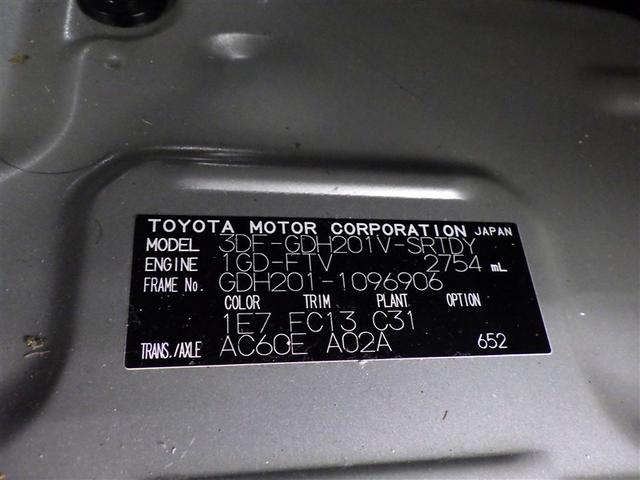 TOYOTA MOTOR CORPORATION JAPAN
MODEL 3DF-GDH201V-SRTDY
ENGINE 1GD-FTV 2754 mL
FRAME No. GDH201-1096906
COLOR TRIM PLANT OPTION
1E7 FC13 C31
TRANS./AXLE AC60E A02A 652